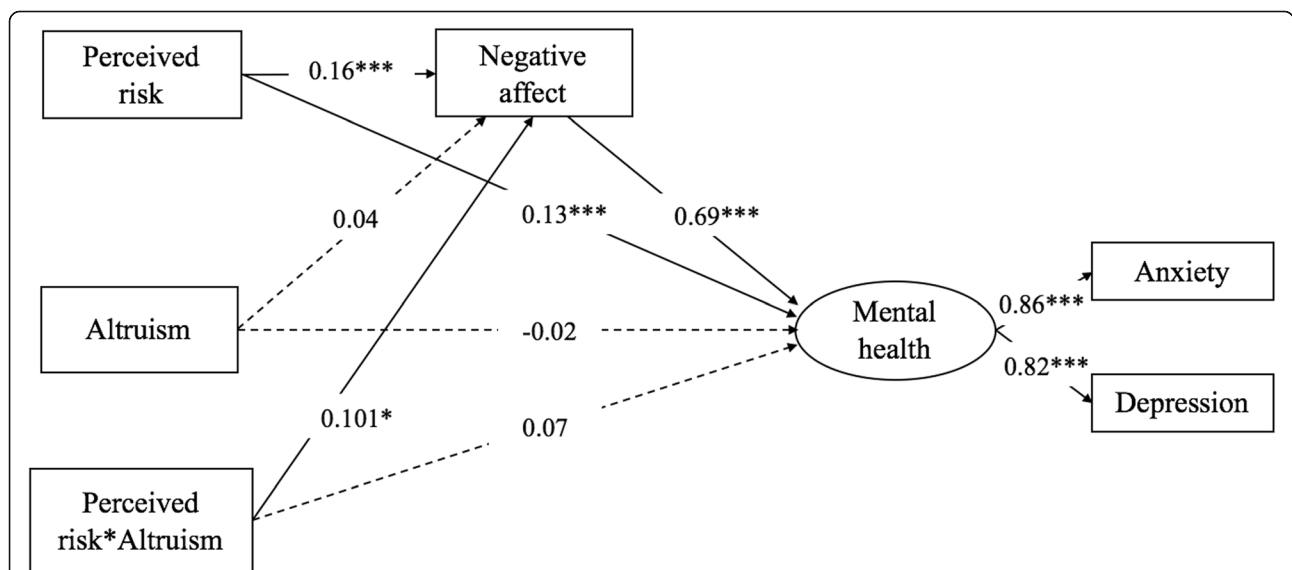 Perceived
risk
0.16***
Negative
affect
0.04
0.13***
0.69***
Altruism
-0.02
Mental
health
0.86***
Anxiety
0.82***
Depression
0.101*
0.07
Perceived
risk*Altruism